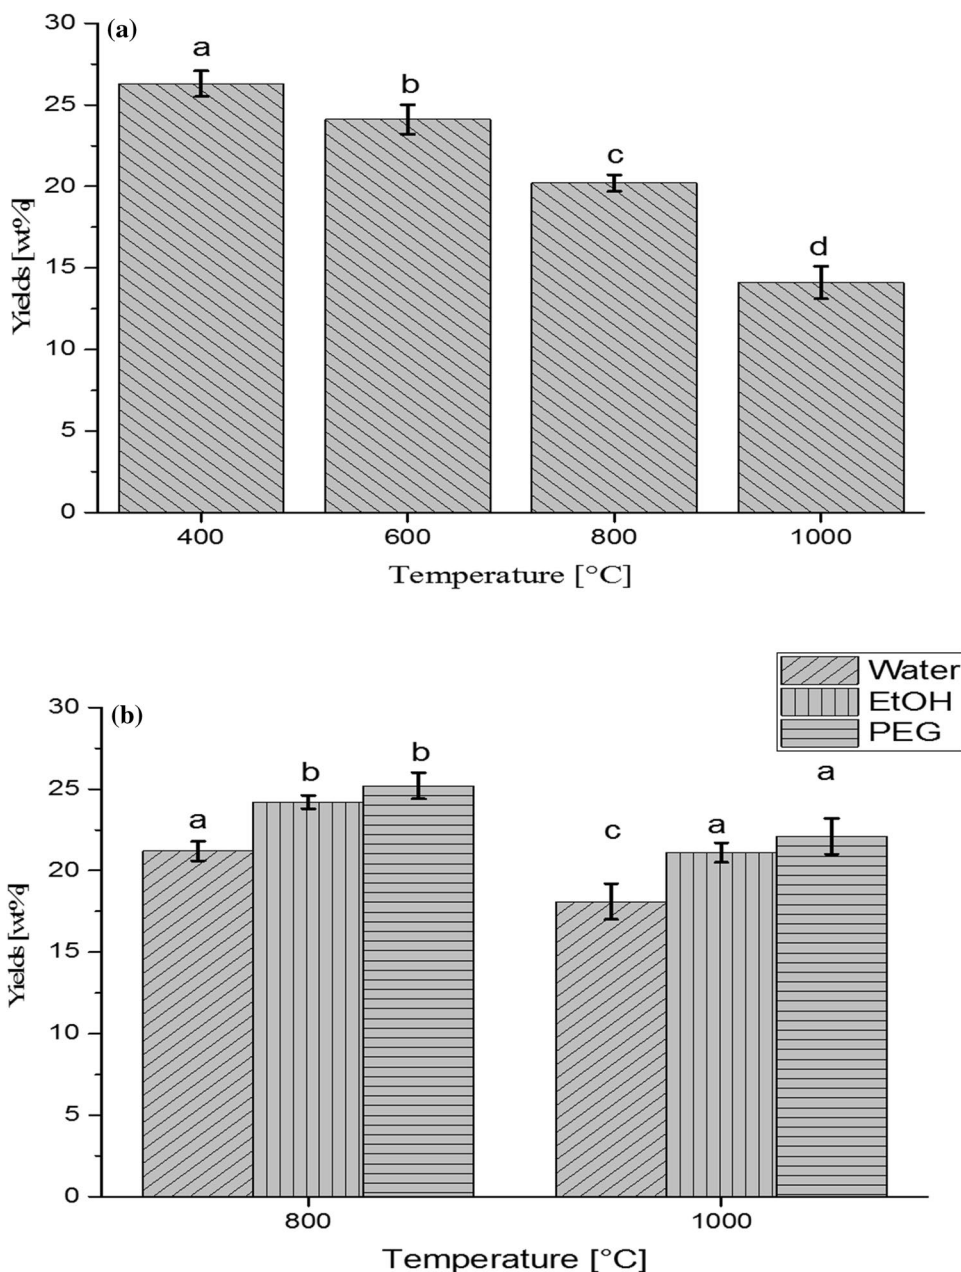 (a)
30
25
20
15
10
5
0
Yields [wt%]
a
b
c
d
400 600 800 1000
Temperature [°C]
Water
EtOH
PEG
(b)
30
25
20
15
10
5
0
Yields [wt%]
a b b
c a a
800 1000
Temperature [°C]